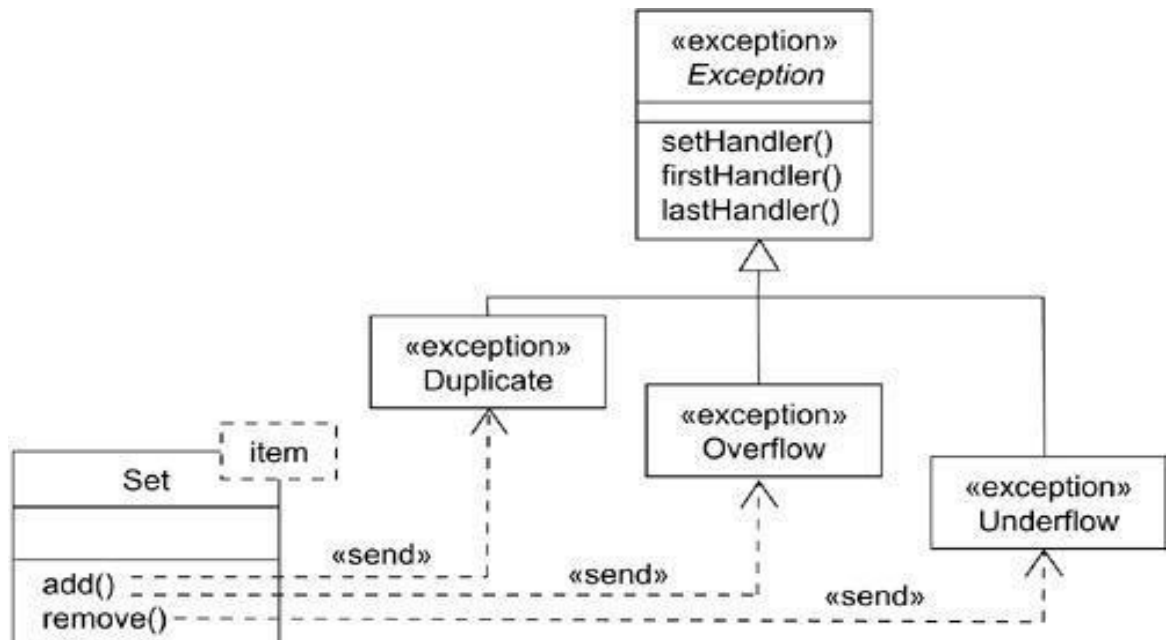 «exception»
Exception
setHandler()
firstHandler()
lastHandler()
«exception»
Duplicate
«exception»
Overflow
«exception»
Underflow
item
Set
add()
remove()
«send»
«send»
«send»